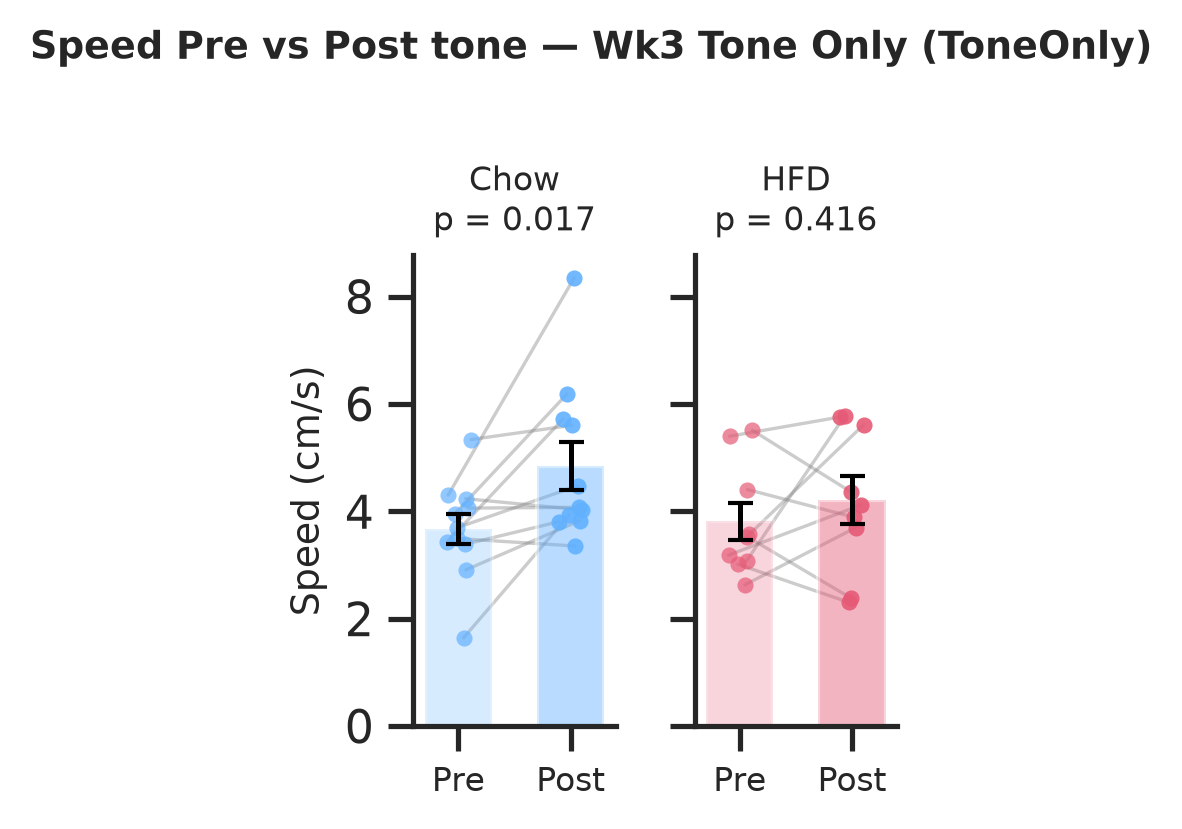 Speed Pre vs Post tone — Wk3 Tone Only (ToneOnly)
Chow
p = 0.017
HFD
p = 0.416
Speed (cm/s)
8
6
4
2
0
Pre
Post
Pre
Post